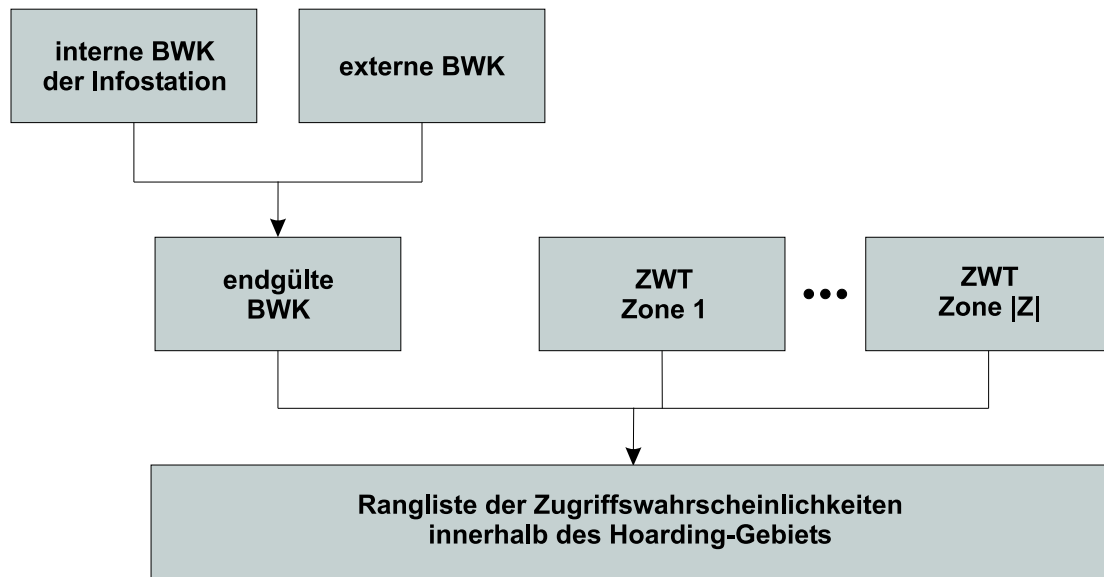 interne BWK
der Infostation
externe BWK
endgülte
BWK
ZWT
Zone 1
•••
ZWT
Zone |Z|
Rangliste der Zugriffswahrscheinlichkeiten
innerhalb des Hoarding-Gebiets